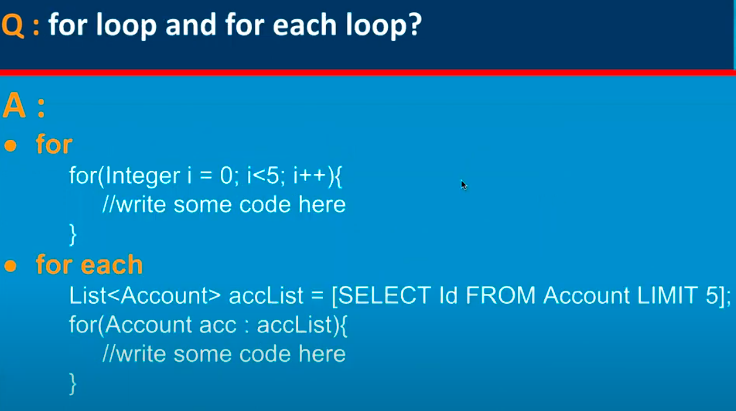 Q : for loop and for each loop?
A :
● for
for(Integer i = 0; i<5; i++){
//write some code here
}
● for each
List<Account> accList = [SELECT Id FROM Account LIMIT 5];
for(Account acc : accList){
//write some code here
}